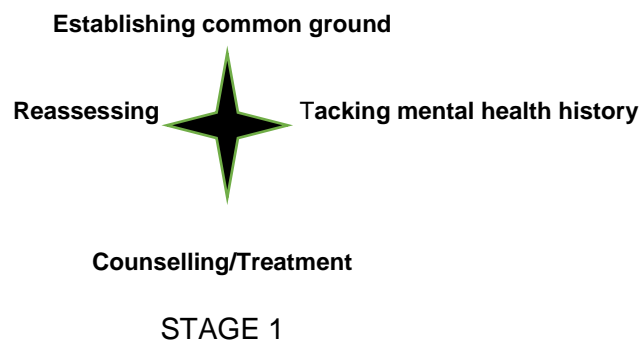 Establishing common ground
Reassessing
Tacking mental health history
Counselling/Treatment
STAGE 1